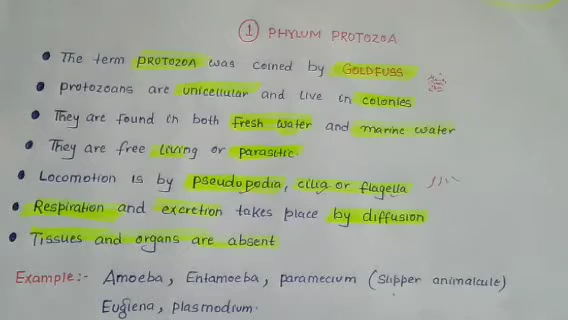 ① PHYLUM PROTOZOA
• The term PROTOZOA was coined by GOLDFUSS
• protozoans are unicellular and live in colonies
• They are found in both fresh water and marine water
• They are free living or parasitic.
• Locomotion is by pseudopodia, cilia or flagella
• Respiration and excretion takes place by diffusion
• Tissues and organs are absent
Example:- Amoeba, Entamoeba, paramecium (slipper animalcule)
Euglena, plasmodium.